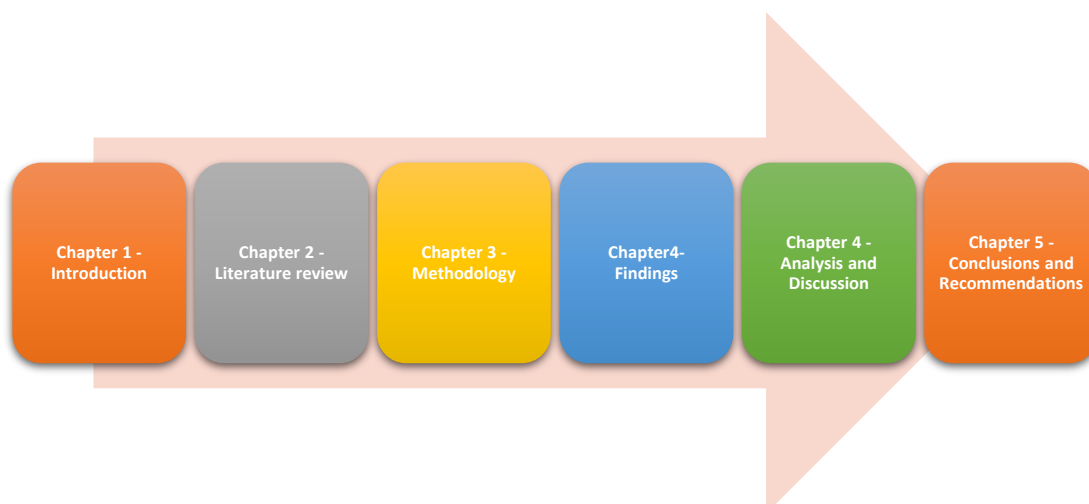 Chapter 1 -
Introduction
Chapter 2 -
Literature review
Chapter 3 -
Methodology
Chapter4-
Findings
Chapter 4 -
Analysis and
Discussion
Chapter 5 -
Conclusions and
Recommendations